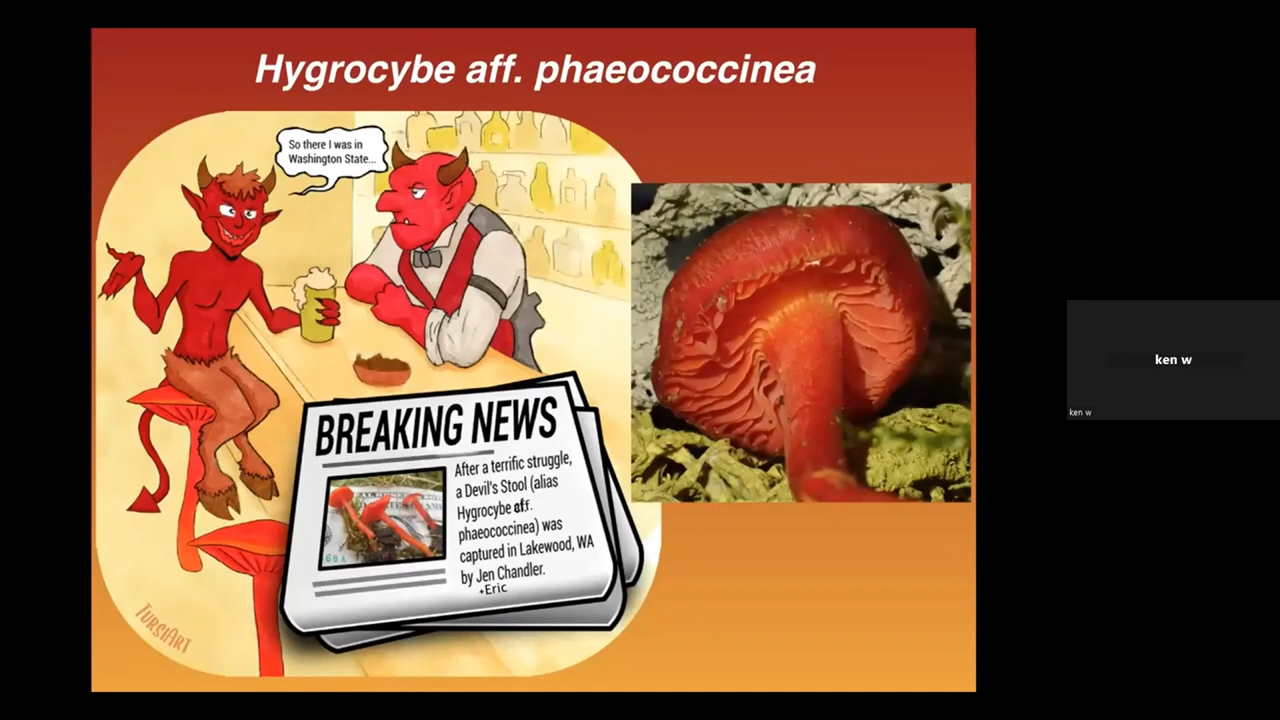 Hygrocybe aff. phaeococcinea
So there I was in
Washington State...
BREAKING NEWS
After a terrific struggle,
a Devil's Stool (alias
Hygrocybe aff.
phaeococcinea) was
captured in Lakewood, WA
by Jen Chandler.
+Eric
TURSIART
ken w
ken w